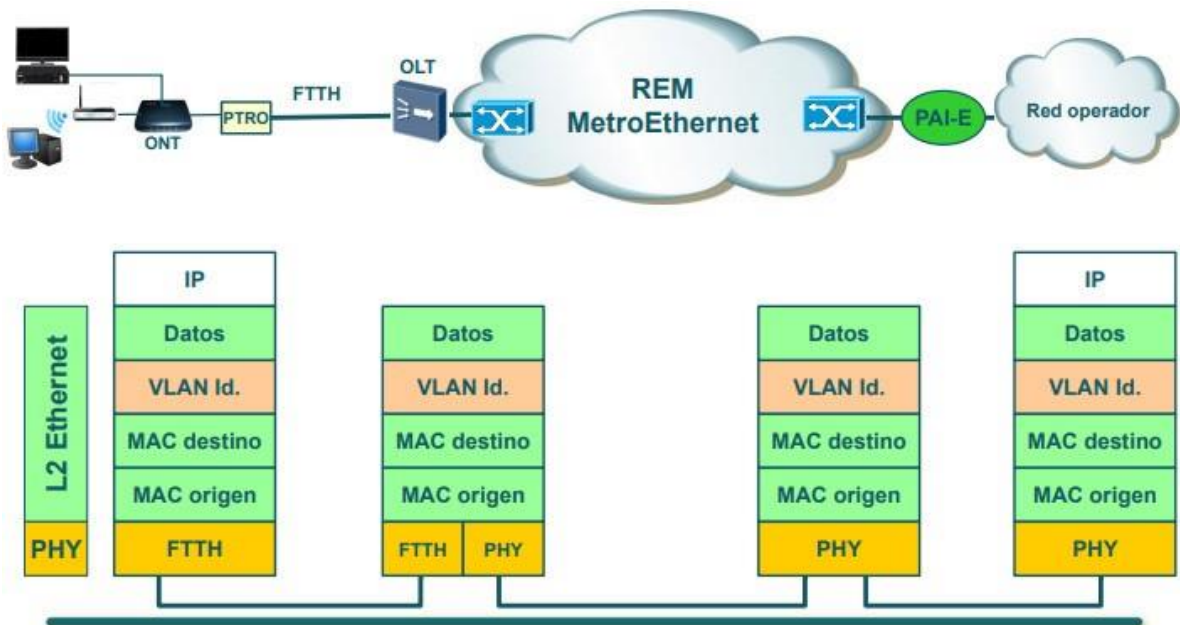 OLT
REM
MetroEthernet
FTTH
PTRO
ONT
PAI-E
Red operador
L2 Ethernet
PHY
IP
Datos
VLAN Id.
MAC destino
MAC origen
FTTH
Datos
VLAN Id.
MAC destino
MAC origen
FTTH
PHY
Datos
VLAN Id.
MAC destino
MAC origen
PHY
IP
Datos
VLAN Id.
MAC destino
MAC origen
PHY